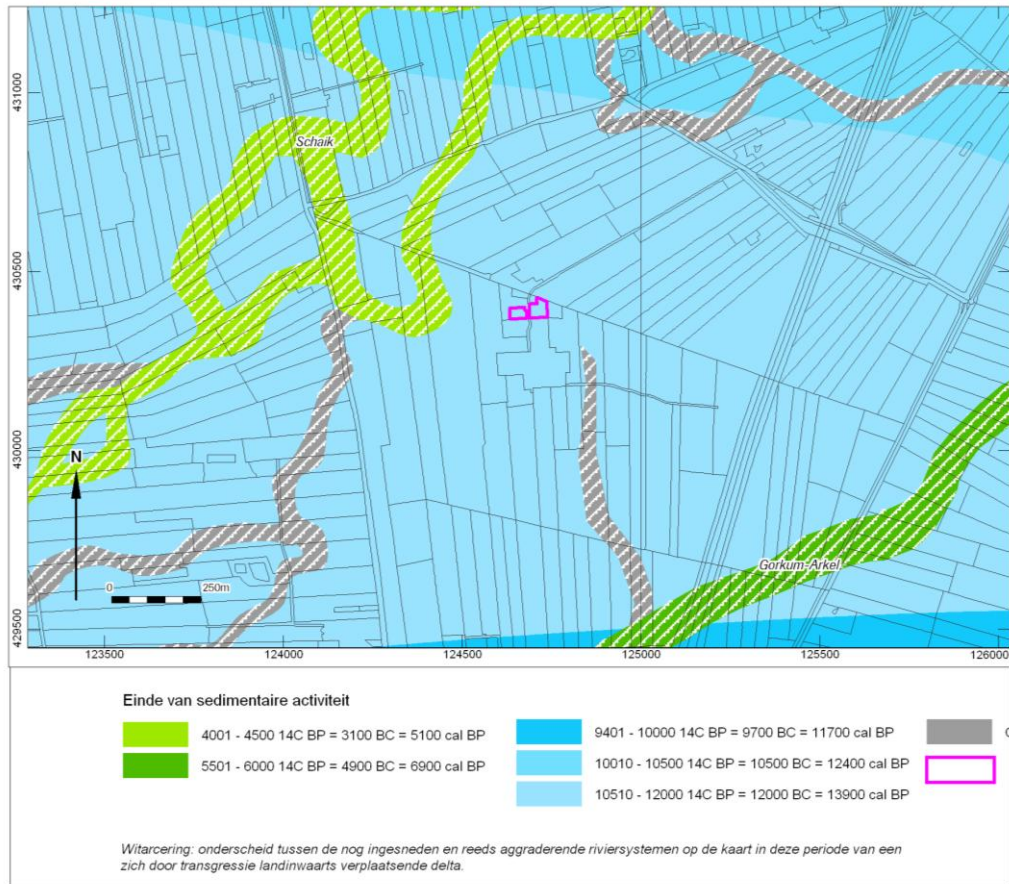 431000
Schaik
430500
430000
N
Gorkum-Arkel
0 250m
429500
123500 124000 124500 125000 125500 126000
Einde van sedimentaire activiteit
4001 - 4500 14C BP = 3100 BC = 5100 cal BP
5501 - 6000 14C BP = 4900 BC = 6900 cal BP
9401 - 10000 14C BP = 9700 BC = 11700 cal BP
10010 - 10500 14C BP = 10500 BC = 12400 cal BP
10510 - 12000 14C BP = 12000 BC = 13900 cal BP
Witarcering: onderscheid tussen de nog ingesneden en reeds aggraderende riviersystemen op de kaart in deze periode van een
zich door transgressie landinwaarts verplaatsende delta.